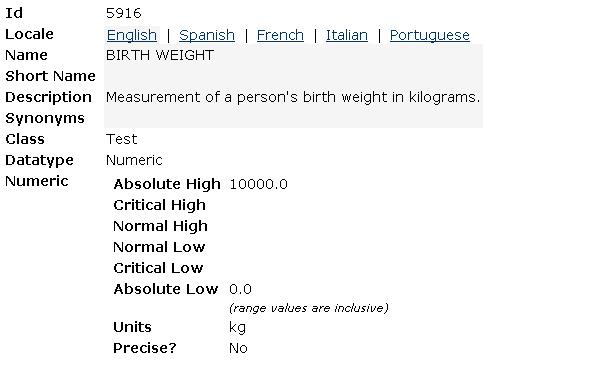 Id 5916
Locale English | Spanish | French | Italian | Portuguese
Name BIRTH WEIGHT
Short Name
Description Measurement of a person's birth weight in kilograms.
Synonyms
Class Test
Datatype Numeric
Numeric Absolute High 10000.0
Critical High
Normal High
Normal Low
Critical Low
Absolute Low 0.0
(range values are inclusive)
Units kg
Precise? No